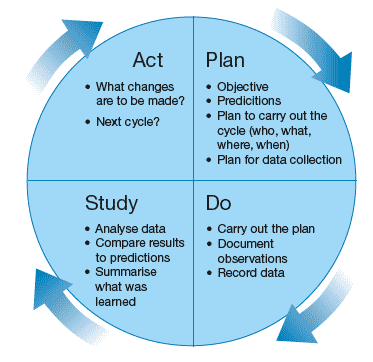 Act
• What changes
are to be made?
• Next cycle?
Plan
• Objective
• Predicitions
• Plan to carry out the
cycle (who, what,
where, when)
• Plan for data collection
Study
• Analyse data
• Compare results
to predictions
• Summarise
what was
learned
Do
• Carry out the plan
• Document
observations
• Record data